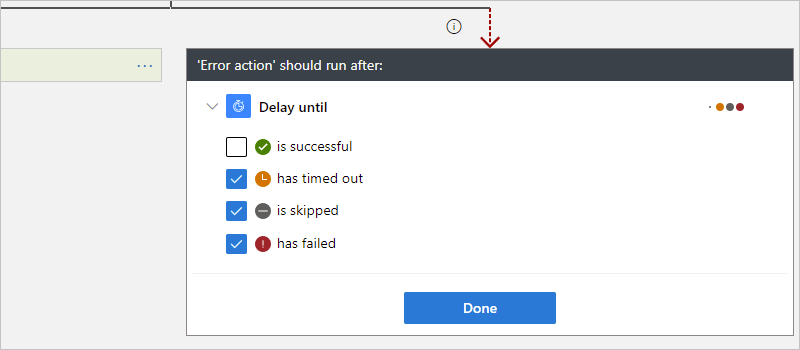 'Error action' should run after:
Delay until
is successful
has timed out
is skipped
has failed
Done